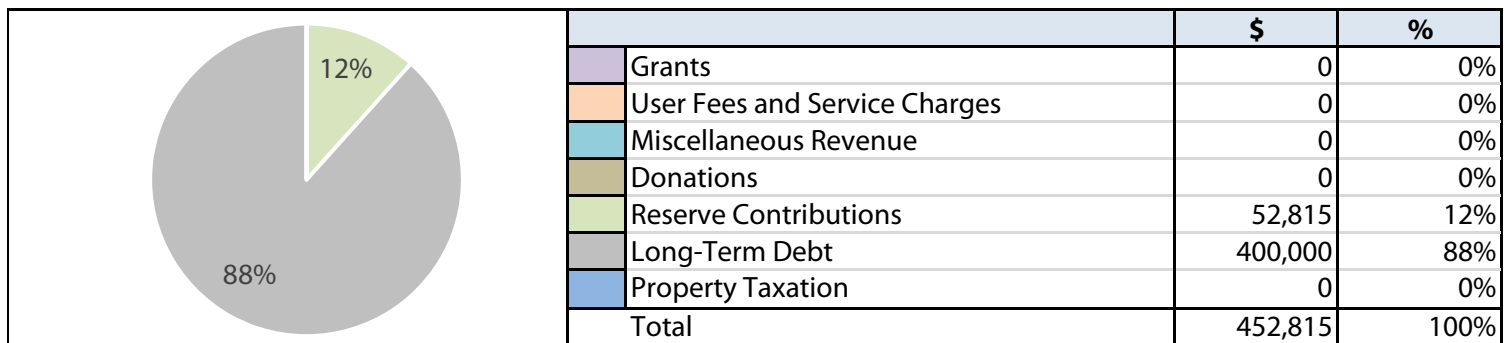 12%
88%
$ %
Grants 0 0%
User Fees and Service Charges 0 0%
Miscellaneous Revenue 0 0%
Donations 0 0%
Reserve Contributions 52,815 12%
Long-Term Debt 400,000 88%
Property Taxation 0 0%
Total 452,815 100%